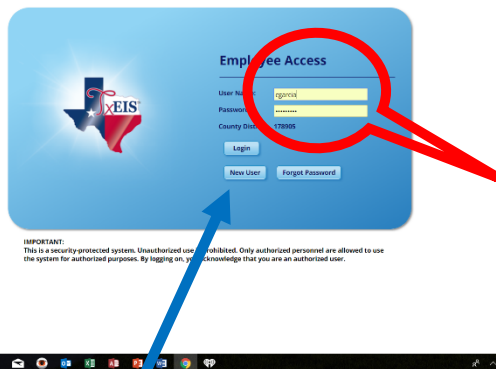 Employee Access
TxEIS
User Name:
rgarcia
Password:
County District: 178905
Login
New User
Forgot Password
IMPORTANT:
This is a security-protected system. Unauthorized use prohibited. Only authorized personnel are allowed to use
the system for authorized purposes. By logging on, you acknowledge that you are an authorized user.